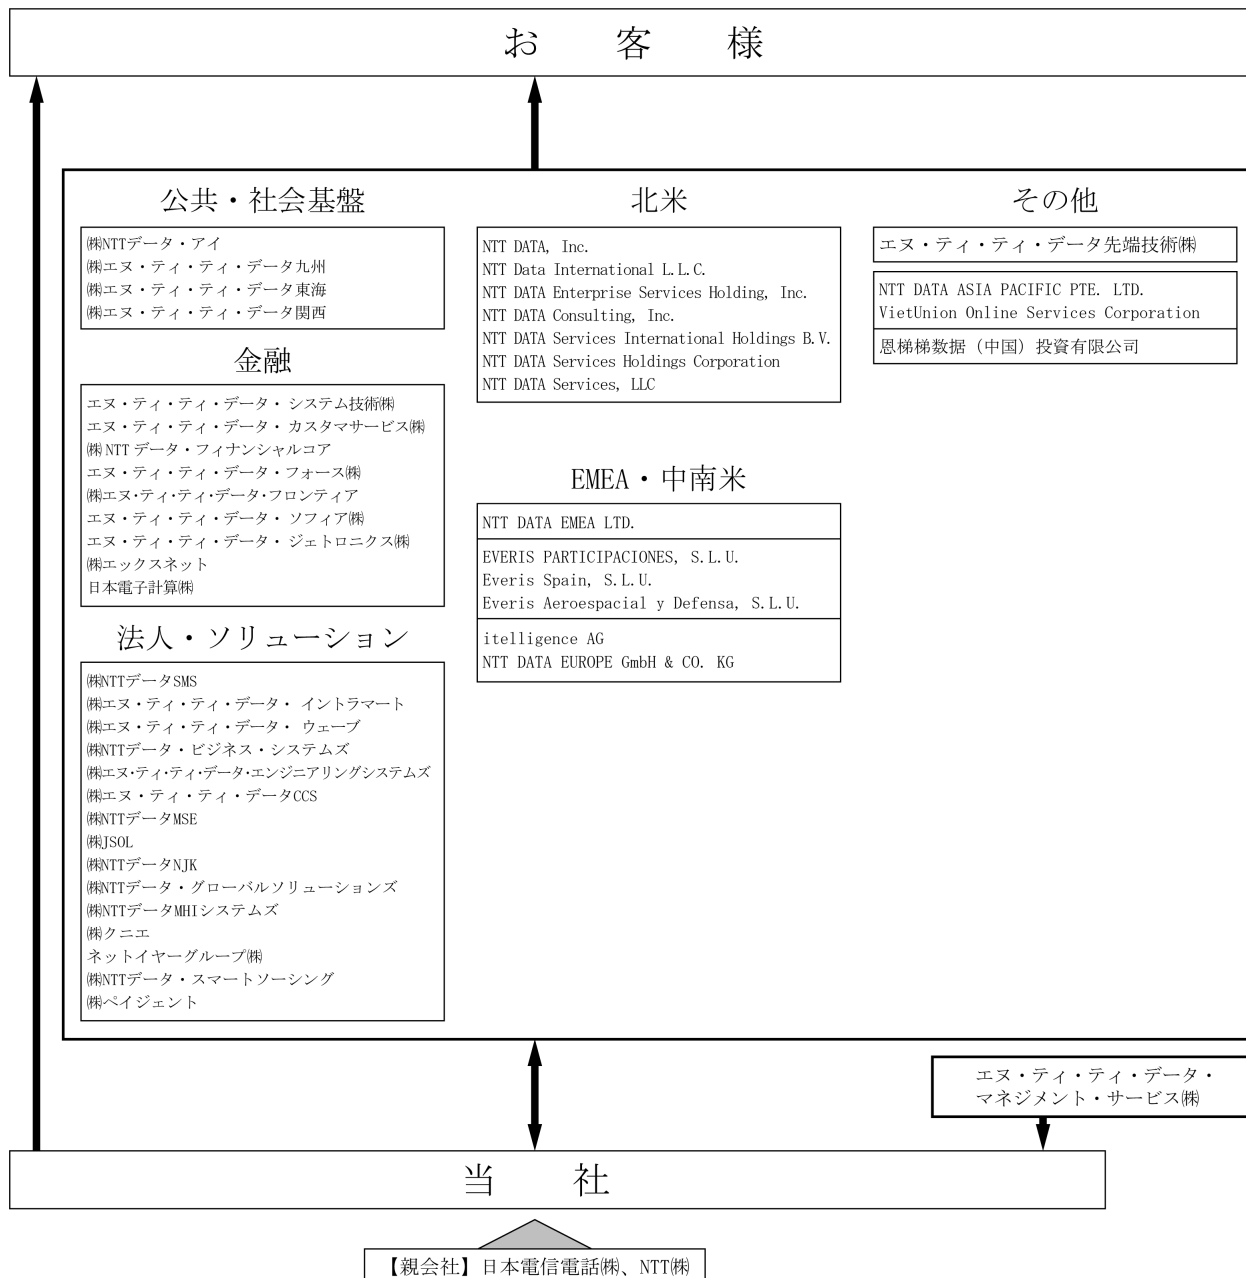 お客様
公共・社会基盤
㈱NTTデータ・アイ
㈱エヌ・ティ・ティ・データ九州
㈱エヌ・ティ・ティ・データ東海
㈱エヌ・ティ・ティ・データ関西
金融
エヌ・ティ・ティ・データ・システム技術㈱
エヌ・ティ・ティ・データ・カスタマサービス㈱
㈱NTTデータ・フィナンシャルコア
エヌ・ティ・ティ・データ・フォース㈱
㈱エヌ・ティ・ティ・データ・フロンティア
エヌ・ティ・ティ・データ・ソフィア㈱
エヌ・ティ・ティ・データ・ジェトロニクス㈱
㈱エックスネット
日本電子計算㈱
法人・ソリューション
㈱NTTデータSMS
㈱エヌ・ティ・ティ・データ・イントラマート
㈱エヌ・ティ・ティ・データ・ウェーブ
㈱NTTデータ・ビジネス・システムズ
㈱エヌ・ティ・ティ・データ・エンジニアリングシステムズ
㈱エヌ・ティ・ティ・データCCS
㈱NTTデータMSE
㈱JSOL
㈱NTTデータNJK
㈱NTTデータ・グローバルソリューションズ
㈱NTTデータMHIシステムズ
㈱クニエ
ネットイヤーグループ㈱
㈱NTTデータ・スマートソーシング
㈱ペイジェント
北米
NTT DATA, Inc.
NTT Data International L.L.C.
NTT DATA Enterprise Services Holding, Inc.
NTT DATA Consulting, Inc.
NTT DATA Services International Holdings B.V.
NTT DATA Services Holdings Corporation
NTT DATA Services, LLC
EMEA・中南米
NTT DATA EMEA LTD.
EVERIS PARTICIPACIONES, S.L.U.
Everis Spain, S.L.U.
Everis Aeroespacial y Defensa, S.L.U.
itelligence AG
NTT DATA EUROPE GmbH & CO. KG
その他
エヌ・ティ・ティ・データ先端技術㈱
NTT DATA ASIA PACIFIC PTE. LTD.
VietUnion Online Services Corporation
恩梯梯数据（中国）投資有限公司
エヌ・ティ・ティ・データ・
マネジメント・サービス㈱
当社
【親会社】日本電信電話㈱、NTT㈱